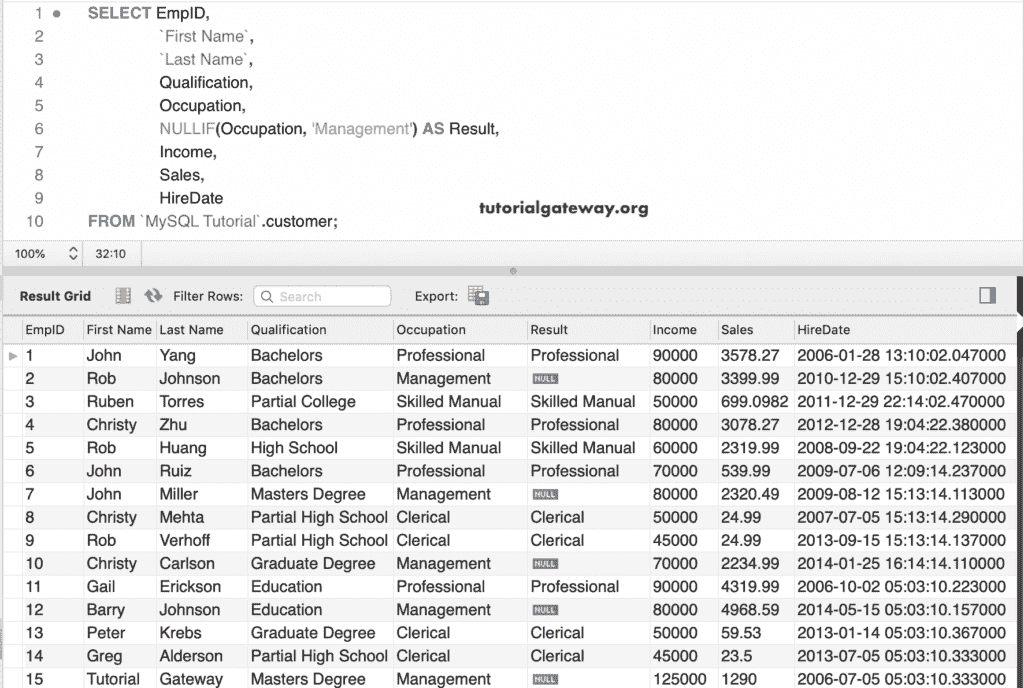 1 SELECT EmpID,
2 `First Name`,
3 `Last Name`,
4 Qualification,
5 Occupation,
6 NULLIF(Occupation, 'Management') AS Result,
7 Income,
8 Sales,
9 HireDate
10 FROM `MySQL Tutorial`.customer;
tutorialgateway.org
100% 32:10
Result Grid Filter Rows: Search Export:
EmpID First Name Last Name Qualification Occupation Result Income Sales HireDate
1 John Yang Bachelors Professional Professional 90000 3578.27 2006-01-28 13:10:02.047000
2 Rob Johnson Bachelors Management NULL 80000 3399.99 2010-12-29 15:10:02.407000
3 Ruben Torres Partial College Skilled Manual Skilled Manual 50000 699.0982 2011-12-29 22:14:02.470000
4 Christy Zhu Bachelors Professional Professional 80000 3078.27 2012-12-28 19:04:22.380000
5 Rob Huang High School Skilled Manual Skilled Manual 60000 2319.99 2008-09-22 19:04:22.123000
6 John Ruiz Bachelors Professional Professional 70000 539.99 2009-07-06 12:09:14.237000
7 John Miller Masters Degree Management NULL 80000 2320.49 2009-08-12 15:13:14.113000
8 Christy Mehta Partial High School Clerical Clerical 50000 24.99 2007-07-05 15:13:14.290000
9 Rob Verhoff Partial High School Clerical Clerical 45000 24.99 2013-09-15 15:13:14.137000
10 Christy Carlson Graduate Degree Management NULL 70000 2234.99 2014-01-25 16:14:14.110000
11 Gail Erickson Education Professional Professional 90000 4319.99 2006-10-02 05:03:10.223000
12 Barry Johnson Education Management NULL 80000 4968.59 2014-05-15 05:03:10.157000
13 Peter Krebs Graduate Degree Clerical Clerical 50000 59.53 2013-01-14 05:03:10.367000
14 Greg Alderson Partial High School Clerical Clerical 45000 23.5 2013-07-05 05:03:10.333000
15 Tutorial Gateway Masters Degree Management NULL 125000 1290 2006-07-05 05:03:10.333000